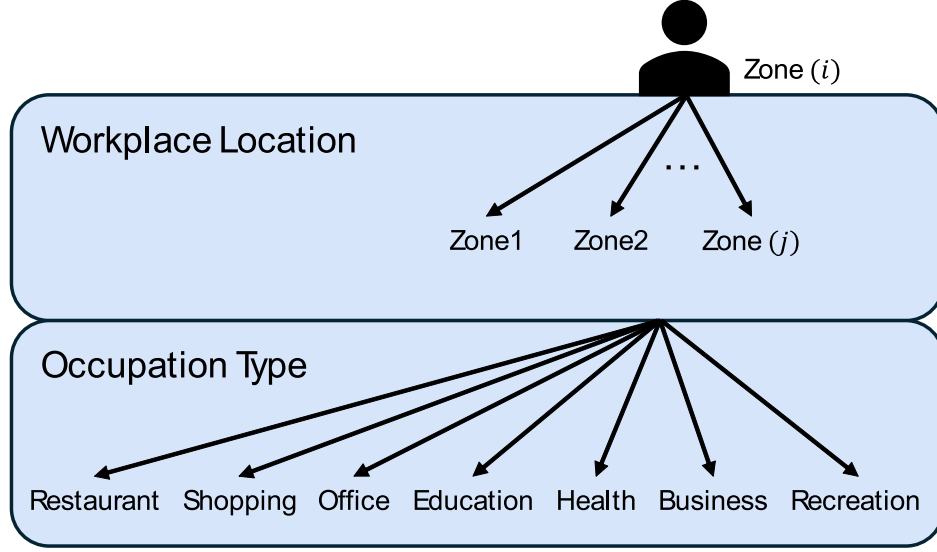 Zone (i)
Workplace Location
...
Zone1 Zone2 Zone (j)
Occupation Type
Restaurant Shopping Office Education Health Business Recreation